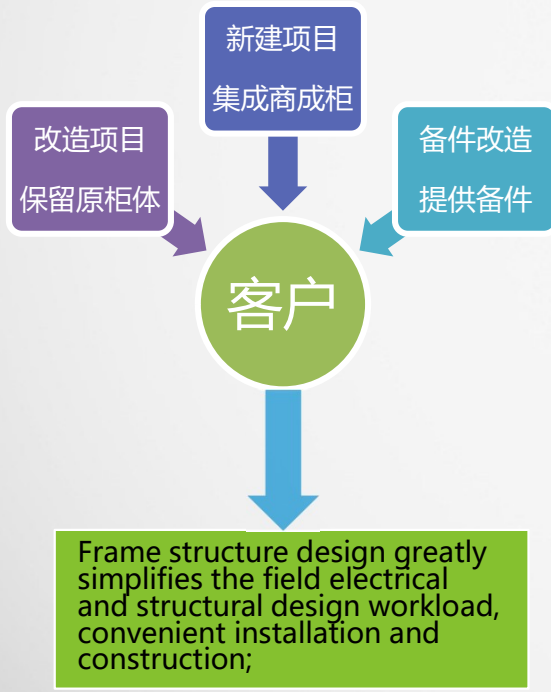 新建项目
集成商成柜
改造项目
保留原柜体
备件改造
提供备件
客户
Frame structure design greatly
simplifies the field electrical
and structural design workload,
convenient installation and
construction;